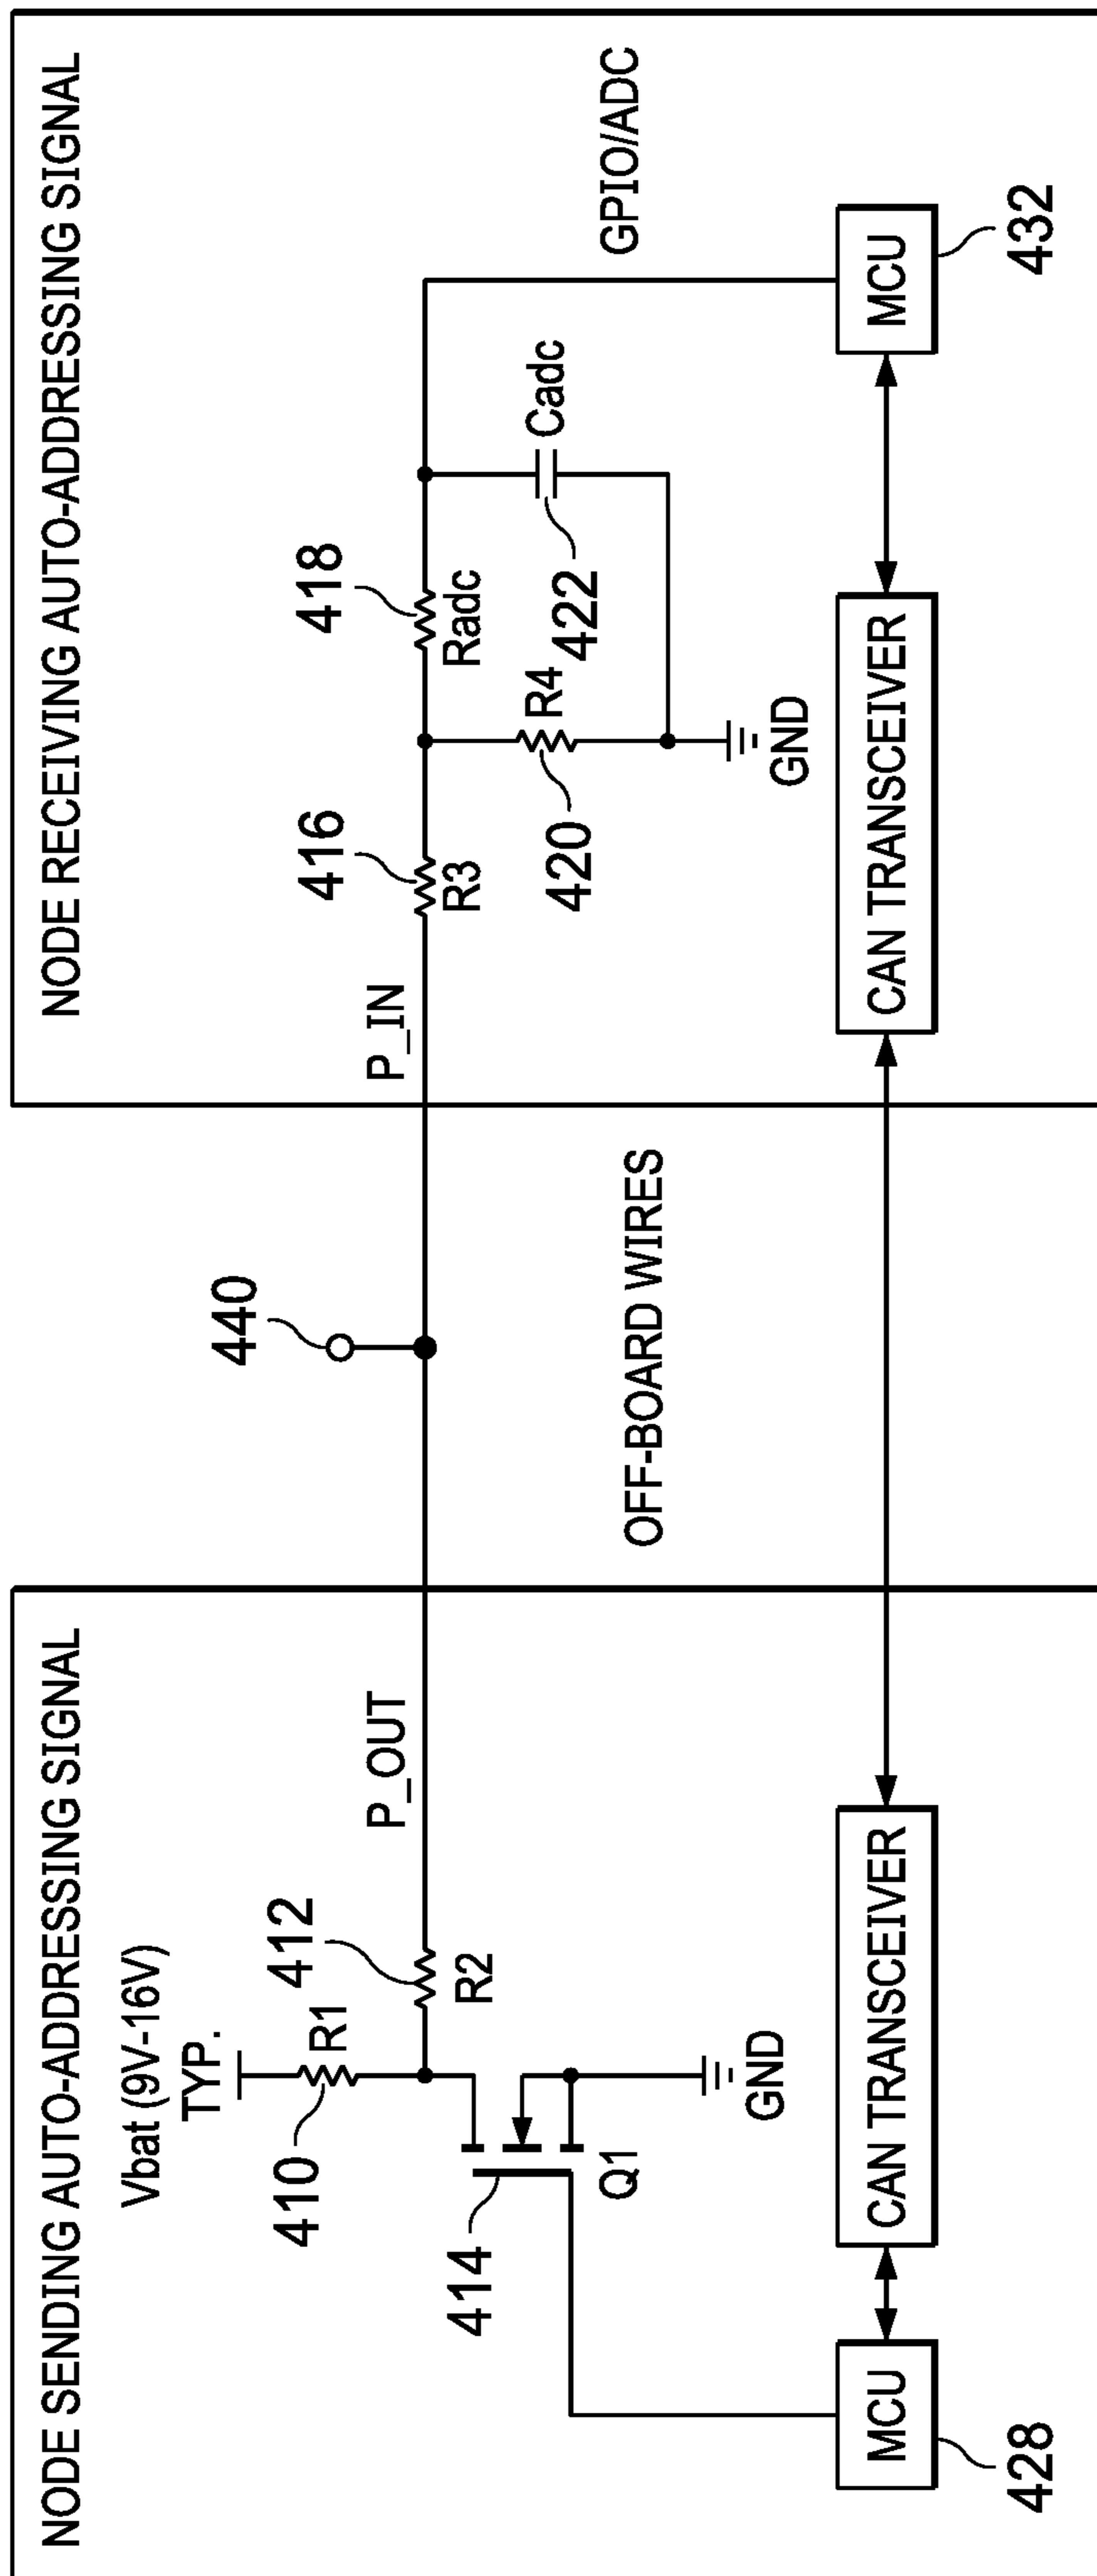 NODE SENDING AUTO-ADDRESSING SIGNAL
Vbat (9V-16V)
TYP.
410
R1
412
R2
P_OUT
414
Q1
GND
MCU
428
CAN TRANSCEIVER
440
OFF-BOARD WIRES
NODE RECEIVING AUTO-ADDRESSING SIGNAL
P_IN
416
R3
418
Radc
R4
420
Cadc
422
GND
GPIO/ADC
CAN TRANSCEIVER
MCU
432